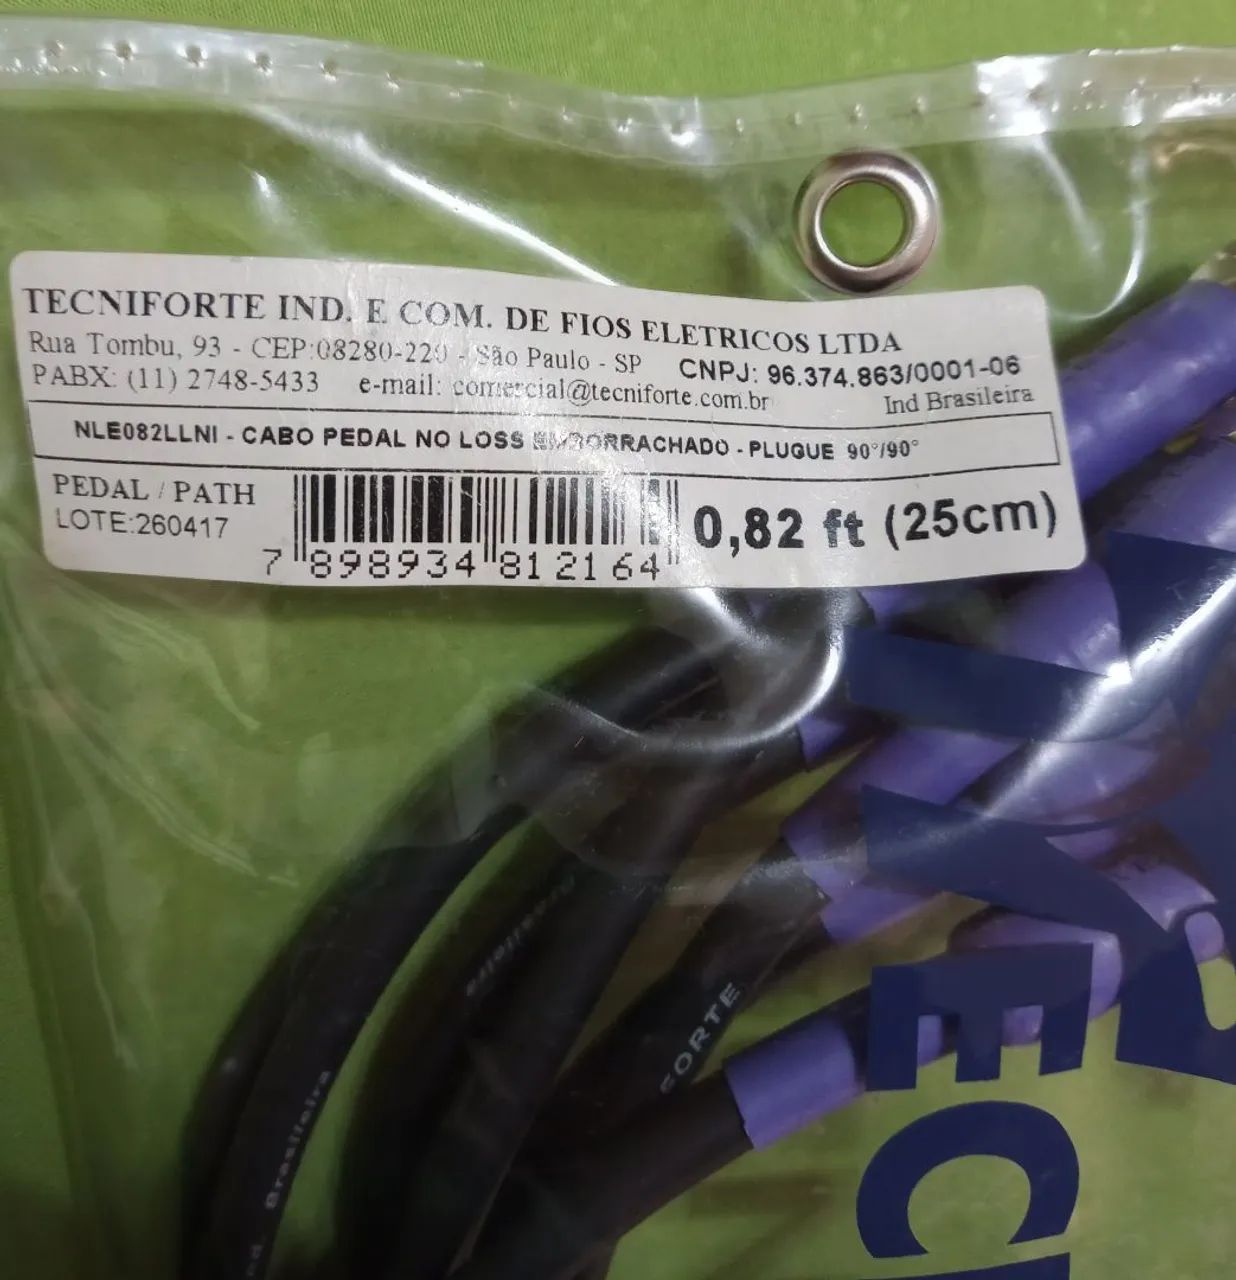 TECNIFORTE IND. E COM. DE FIOS ELETRICOS LTDA
Rua Tombu, 93 - CEP:08280-220 - São Paulo - SP CNPJ: 96.374.863/0001-06
PABX: (11) 2748-5433 e-mail: comercial@tecniforte.com.br Ind Brasileira
NLE082LLNI - CABO PEDAL NO LOSS EMBORRACHADO - PLUGUE 90°/90°
PEDAL / PATH
LOTE:260417
7 898934 812164
0,82 ft (25cm)
Brasileira
FORTE
Brasileira
TEC